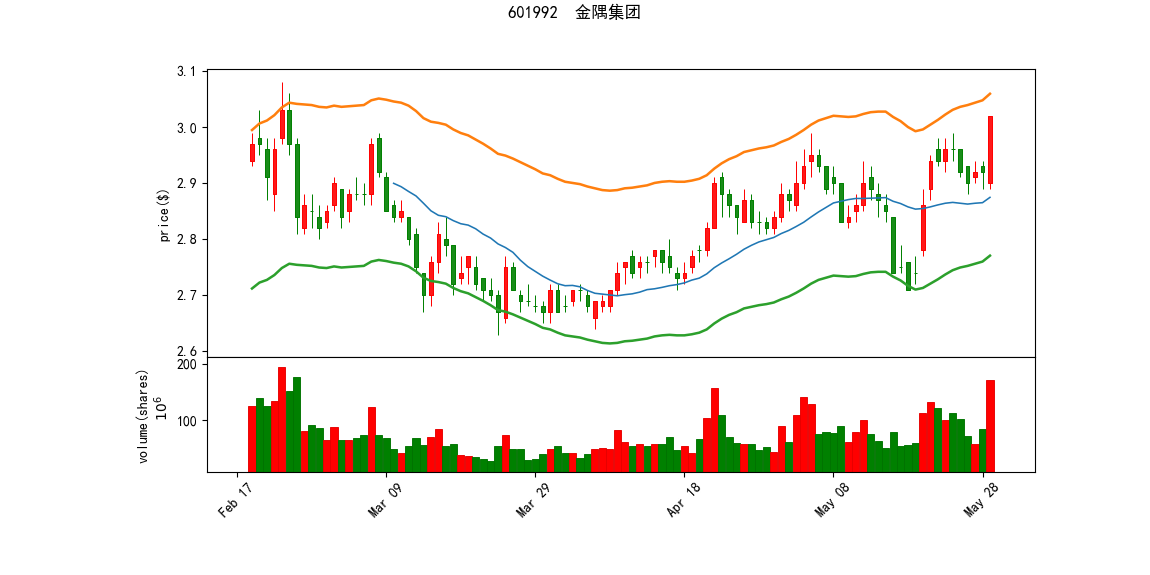 601992 金隅集团
3.1
3.0
2.9
2.8
2.7
2.6
price($)
200
100
volume(shares)
10^6
Feb 17
Mar 09
Mar 29
Apr 18
May 08
May 28